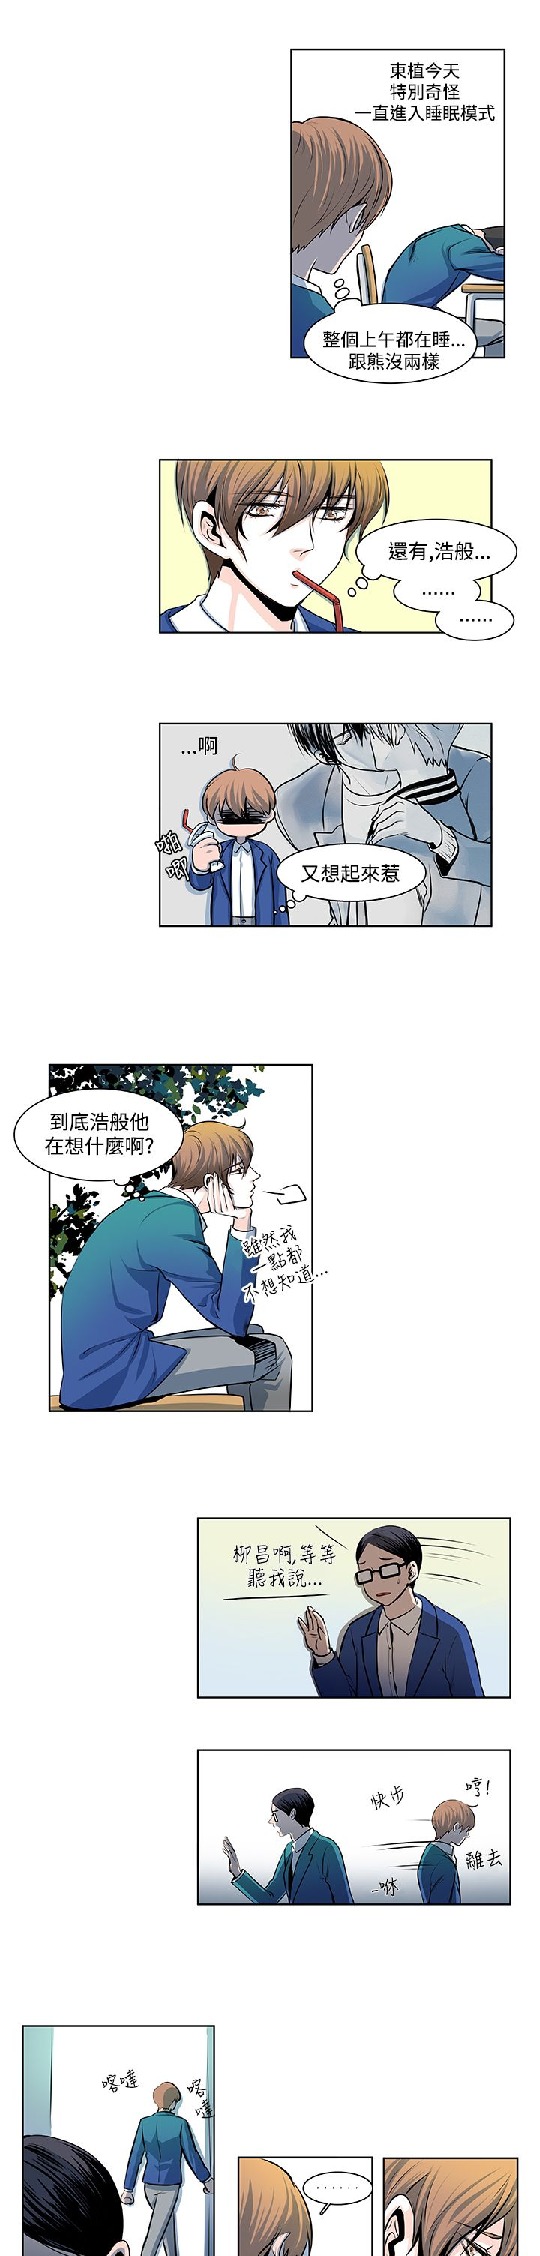 東植今天
特別奇怪
一直進入睡眠模式
整個上午都在睡...
跟熊沒兩樣
還有,浩般...
......
......
...啊
啪
唧
又想起來惹
到底浩般他
在想什麼啊?
雖然我
一點都
不想知道...
柳昌啊,等等
聽我說...
快步
哼!
離去
咻
喀噠
喀噠
.......